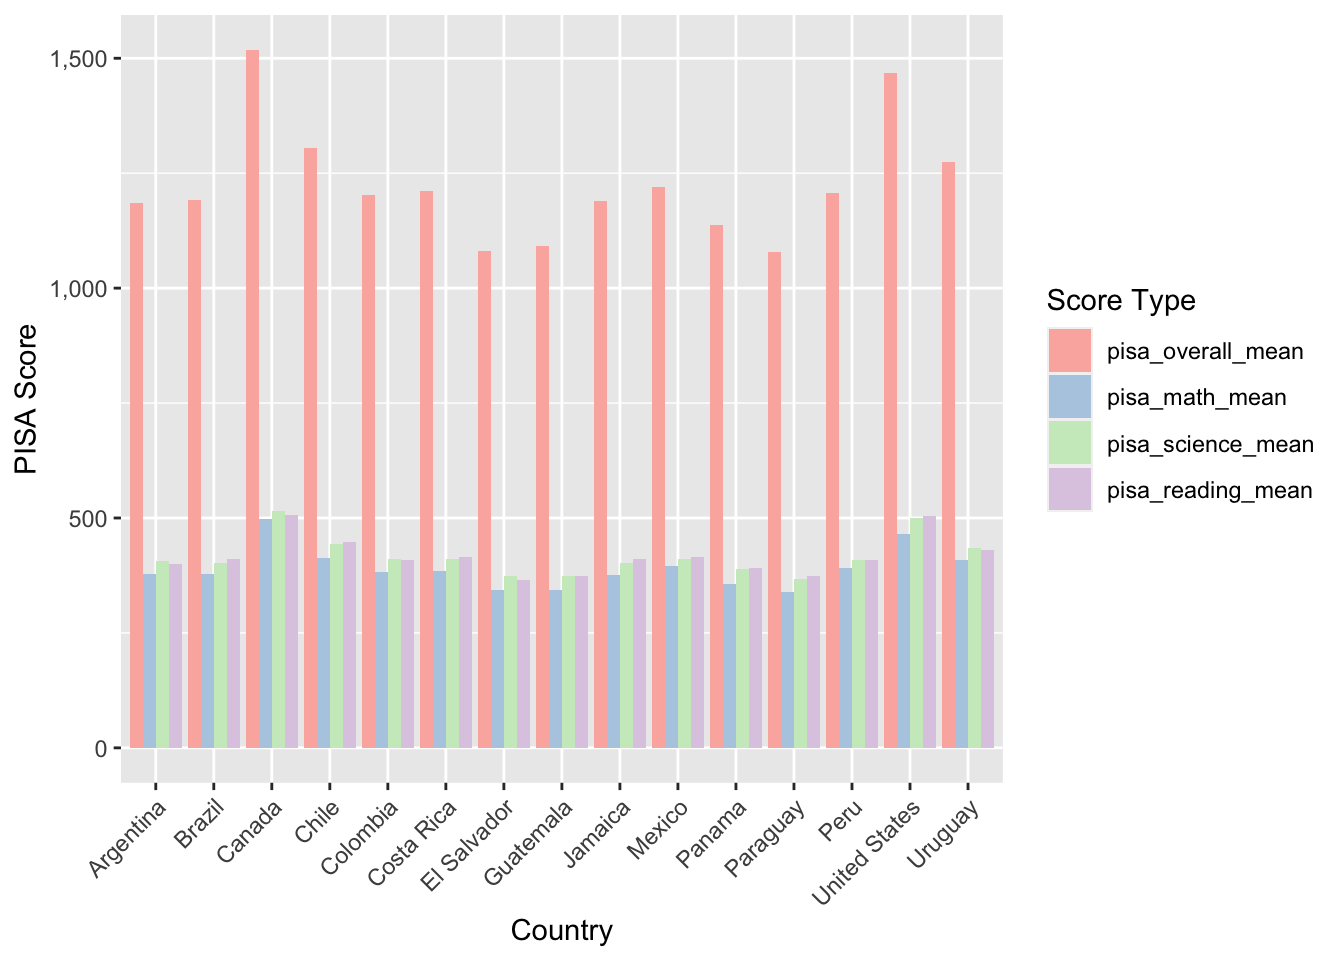 1,500
1,000
500
0
PISA Score
Argentina
Brazil
Canada
Chile
Colombia
Costa Rica
El Salvador
Guatemala
Jamaica
Mexico
Panama
Paraguay
Peru
United States
Uruguay
Country
Score Type
pisa_overall_mean
pisa_math_mean
pisa_science_mean
pisa_reading_mean